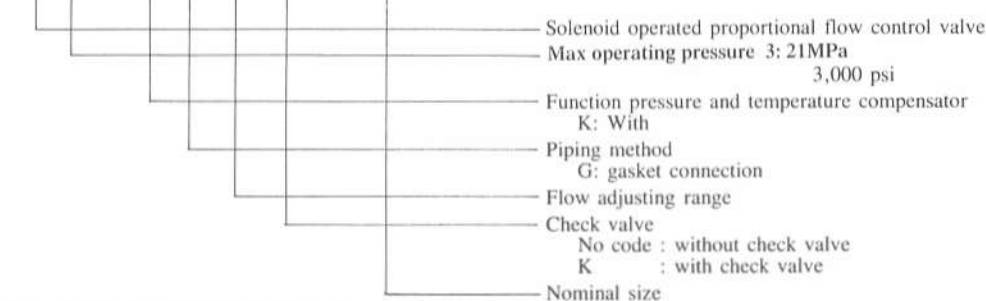 Solenoid operated proportional flow control valve
Max operating pressure 3: 21MPa
3,000 psi
Function pressure and temperature compensator
K: With
Piping method
G: gasket connection
Flow adjusting range
Check valve
No code : without check valve
K : with check valve
Nominal size